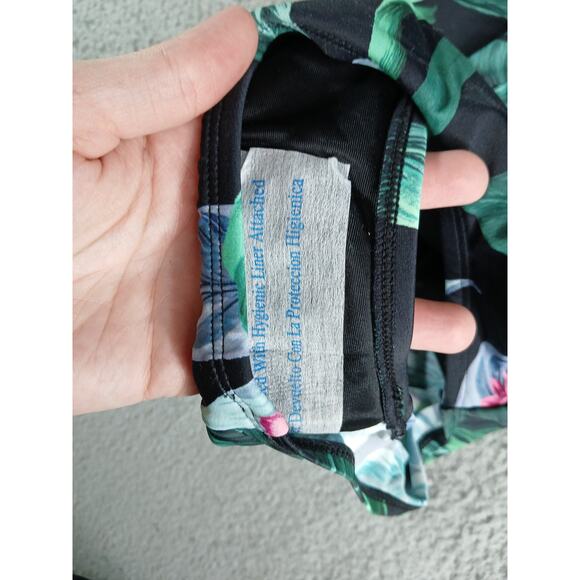 With Hygienic Liner Attached
Devuelto Con La Proteccion Higienica